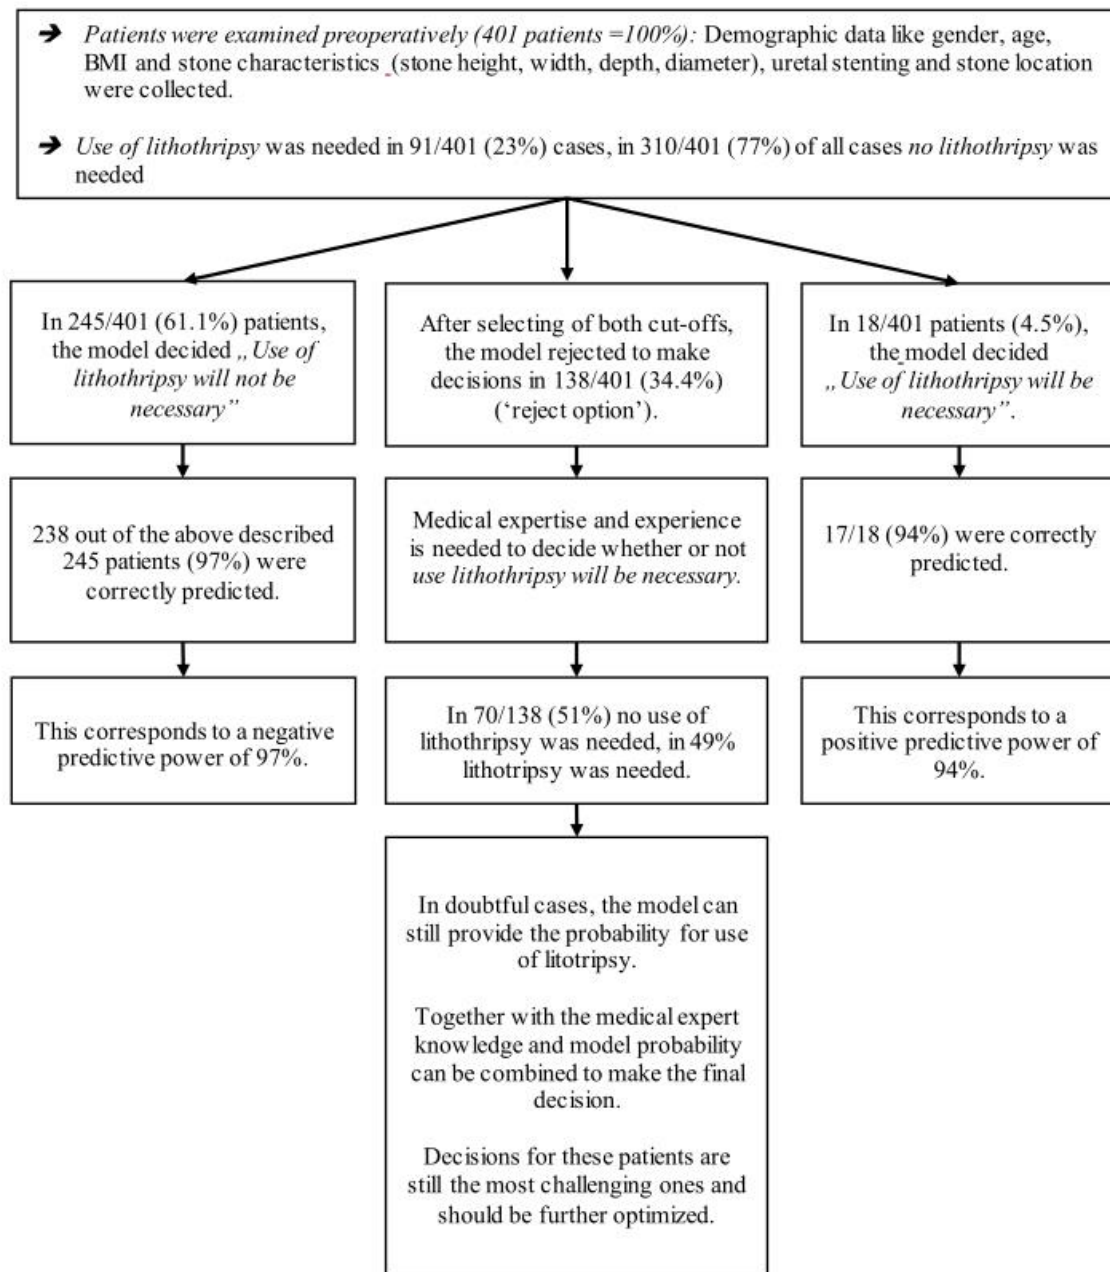 ➔ Patients were examined preoperatively (401 patients =100%): Demographic data like gender, age,
BMI and stone characteristics (stone height, width, depth, diameter), uretal stenting and stone location
were collected.
➔ Use of lithothripsy was needed in 91/401 (23%) cases, in 310/401 (77%) of all cases no lithothripsy was
needed
In 245/401 (61.1%) patients,
the model decided „Use of
lithothripsy will not be
necessary”
238 out of the above described
245 patients (97%) were
correctly predicted.
This corresponds to a negative
predictive power of 97%.
After selecting of both cut-offs,
the model rejected to make
decisions in 138/401 (34.4%)
(‘reject option’).
Medical expertise and experience
is needed to decide whether or not
use lithothripsy will be necessary.
In 70/138 (51%) no use of
lithothripsy was needed, in 49%
lithotripsy was needed.
In doubtful cases, the model can
still provide the probability for use
of litotripsy.
Together with the medical expert
knowledge and model probability
can be combined to make the final
decision.
Decisions for these patients are
still the most challenging ones and
should be further optimized.
In 18/401 patients (4.5%),
the model decided
„Use of lithothripsy will be
necessary”.
17/18 (94%) were correctly
predicted.
This corresponds to a
positive predictive power of
94%.